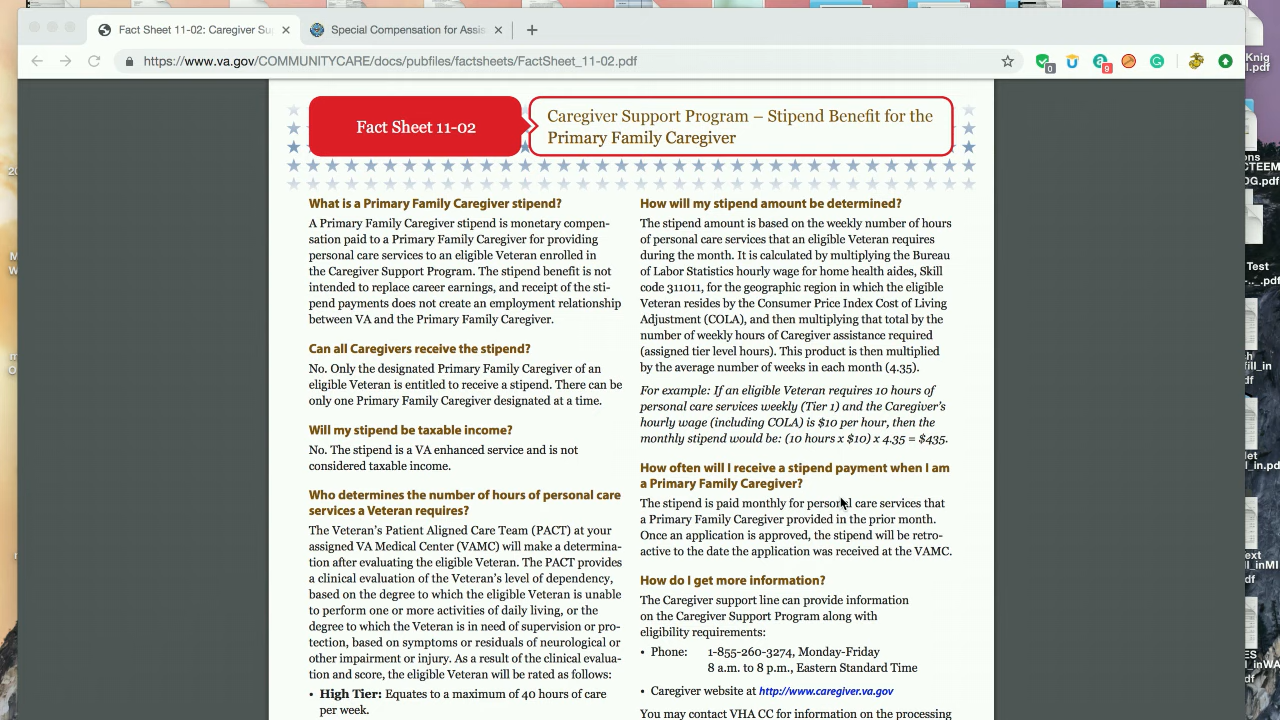 Fact Sheet 11-02: Caregiver Su
Special Compensation for Assis
https://www.va.gov/COMMUNITYCARE/docs/pubfiles/factsheets/FactSheet_11-02.pdf
0
9
Fact Sheet 11-02
Caregiver Support Program – Stipend Benefit for the
Primary Family Caregiver
What is a Primary Family Caregiver stipend?
A Primary Family Caregiver stipend is monetary compen-
sation paid to a Primary Family Caregiver for providing
personal care services to an eligible Veteran enrolled in
the Caregiver Support Program. The stipend benefit is not
intended to replace career earnings, and receipt of the sti-
pend payments does not create an employment relationship
between VA and the Primary Family Caregiver.
Can all Caregivers receive the stipend?
No. Only the designated Primary Family Caregiver of an
eligible Veteran is entitled to receive a stipend. There can be
only one Primary Family Caregiver designated at a time.
Will my stipend be taxable income?
No. The stipend is a VA enhanced service and is not
considered taxable income.
Who determines the number of hours of personal care
services a Veteran requires?
The Veteran's Patient Aligned Care Team (PACT) at your
assigned VA Medical Center (VAMC) will make a determina-
tion after evaluating the eligible Veteran. The PACT provides
a clinical evaluation of the Veteran's level of dependency,
based on the degree to which the eligible Veteran is unable
to perform one or more activities of daily living, or the
degree to which the Veteran is in need of supervision or pro-
tection, based on symptoms or residuals of neurological or
other impairment or injury. As a result of the clinical evalua-
tion and score, the eligible Veteran will be rated as follows:
• High Tier: Equates to a maximum of 40 hours of care
per week.
How will my stipend amount be determined?
The stipend amount is based on the weekly number of hours
of personal care services that an eligible Veteran requires
during the month. It is calculated by multiplying the Bureau
of Labor Statistics hourly wage for home health aides, Skill
code 311011, for the geographic region in which the eligible
Veteran resides by the Consumer Price Index Cost of Living
Adjustment (COLA), and then multiplying that total by the
number of weekly hours of Caregiver assistance required
(assigned tier level hours). This product is then multiplied
by the average number of weeks in each month (4.35).
For example: If an eligible Veteran requires 10 hours of
personal care services weekly (Tier 1) and the Caregiver's
hourly wage (including COLA) is $10 per hour, then the
monthly stipend would be: (10 hours x $10) x 4.35 = $435.
How often will I receive a stipend payment when I am
a Primary Family Caregiver?
The stipend is paid monthly for personal care services that
a Primary Family Caregiver provided in the prior month.
Once an application is approved, the stipend will be retro-
active to the date the application was received at the VAMC.
How do I get more information?
The Caregiver support line can provide information
on the Caregiver Support Program along with
eligibility requirements:
• Phone: 1-855-260-3274, Monday-Friday
8 a.m. to 8 p.m., Eastern Standard Time
• Caregiver website at http://www.caregiver.va.gov
You may contact VHA CC for information on the processing
Knig
l.pdf
Test
.pdf